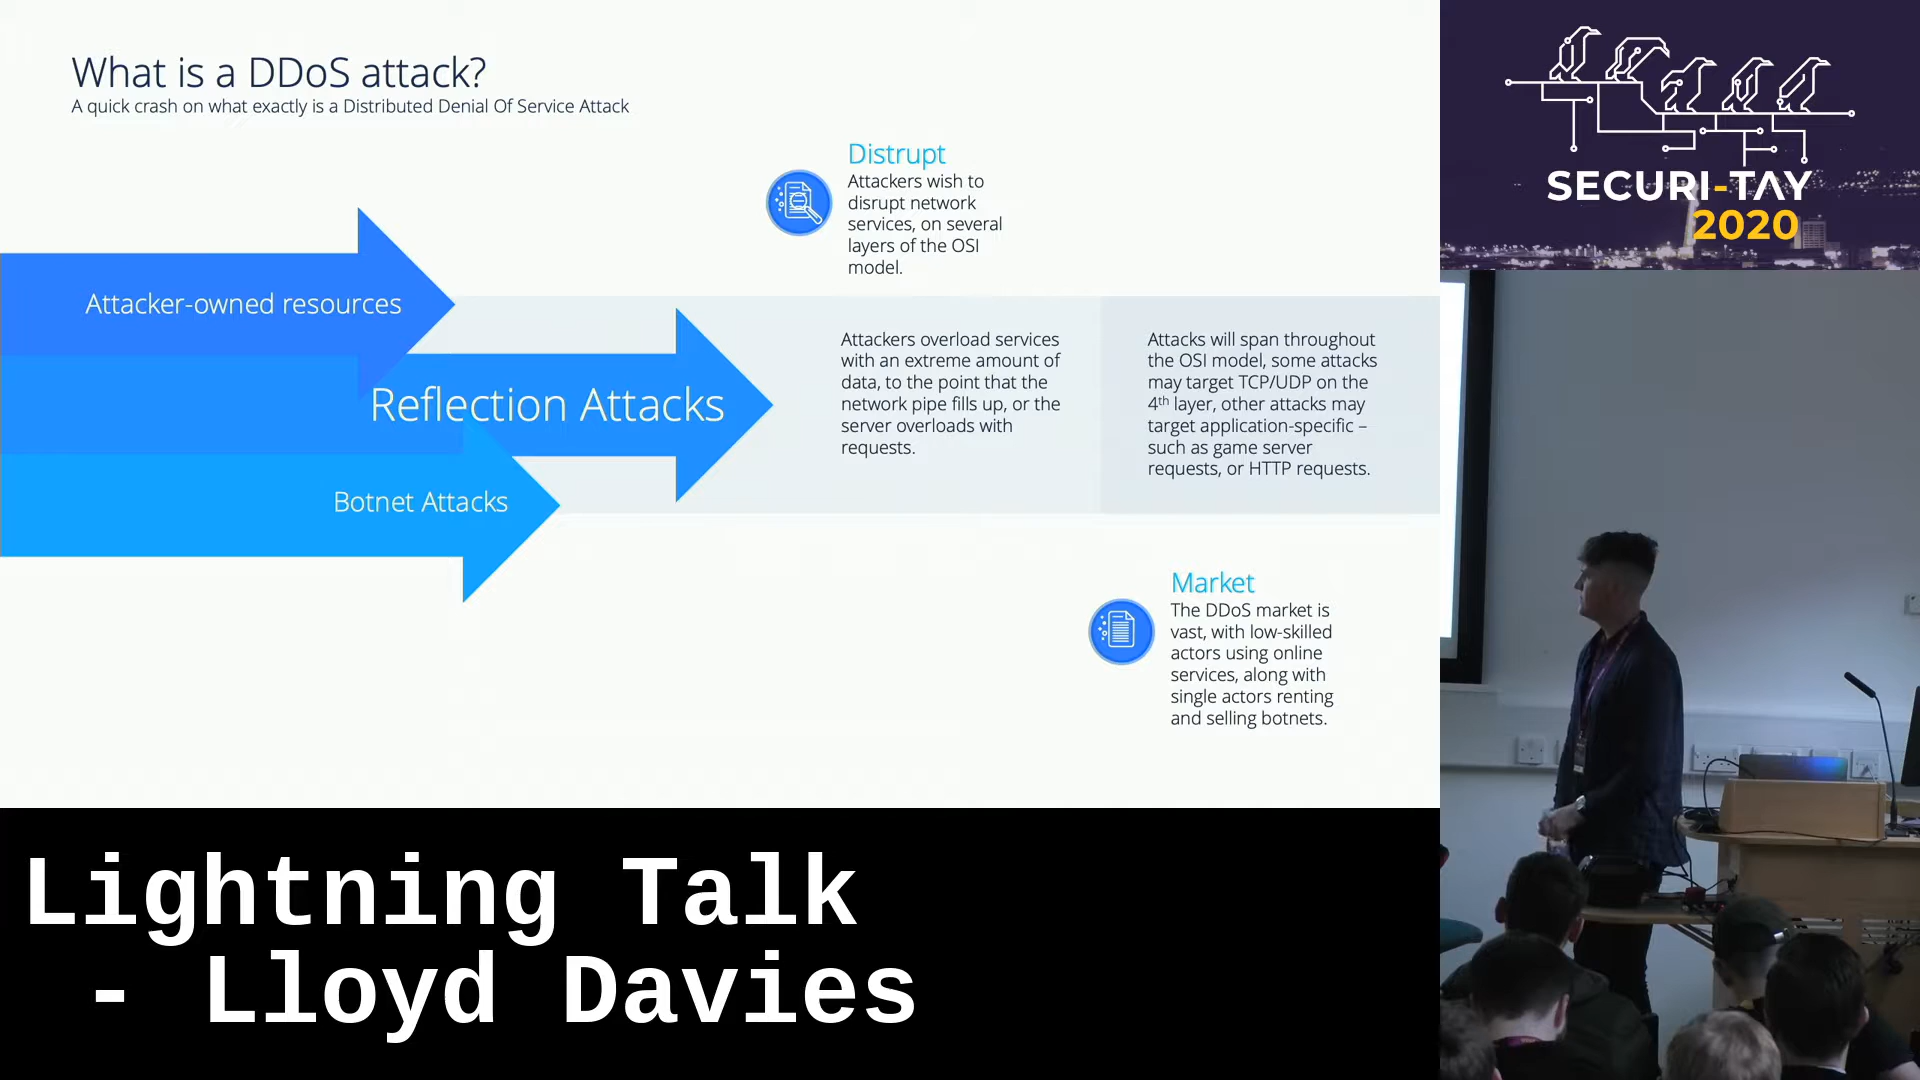 What is a DDoS attack?
A quick crash on what exactly is a Distributed Denial Of Service Attack
Distrupt
Attackers wish to
disrupt network
services, on several
layers of the OSI
model.
Attacker-owned resources
Reflection Attacks
Botnet Attacks
Attackers overload services
with an extreme amount of
data, to the point that the
network pipe fills up, or the
server overloads with
requests.
Attacks will span throughout
the OSI model, some attacks
may target TCP/UDP on the
4th layer, other attacks may
target application-specific –
such as game server
requests, or HTTP requests.
Market
The DDoS market is
vast, with low-skilled
actors using online
services, along with
single actors renting
and selling botnets.
SECURI-TAY
2020
Lightning Talk
- Lloyd Davies